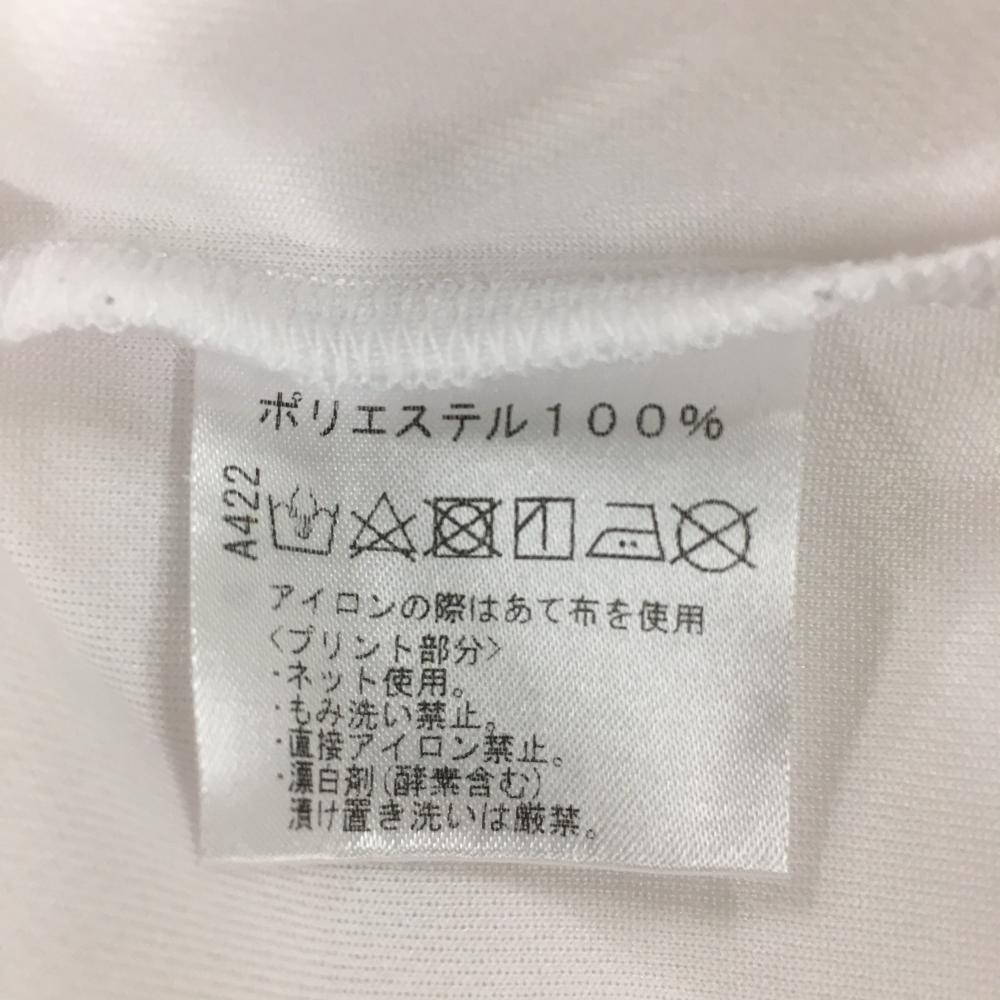 ポリエステル１００％
A422
アイロンの際はあて布を使用
<プリント部分>
・ネット使用。
・もみ洗い禁止。
・直接アイロン禁止。
・漂白剤(酵素含む)
漬け置き洗いは厳禁。